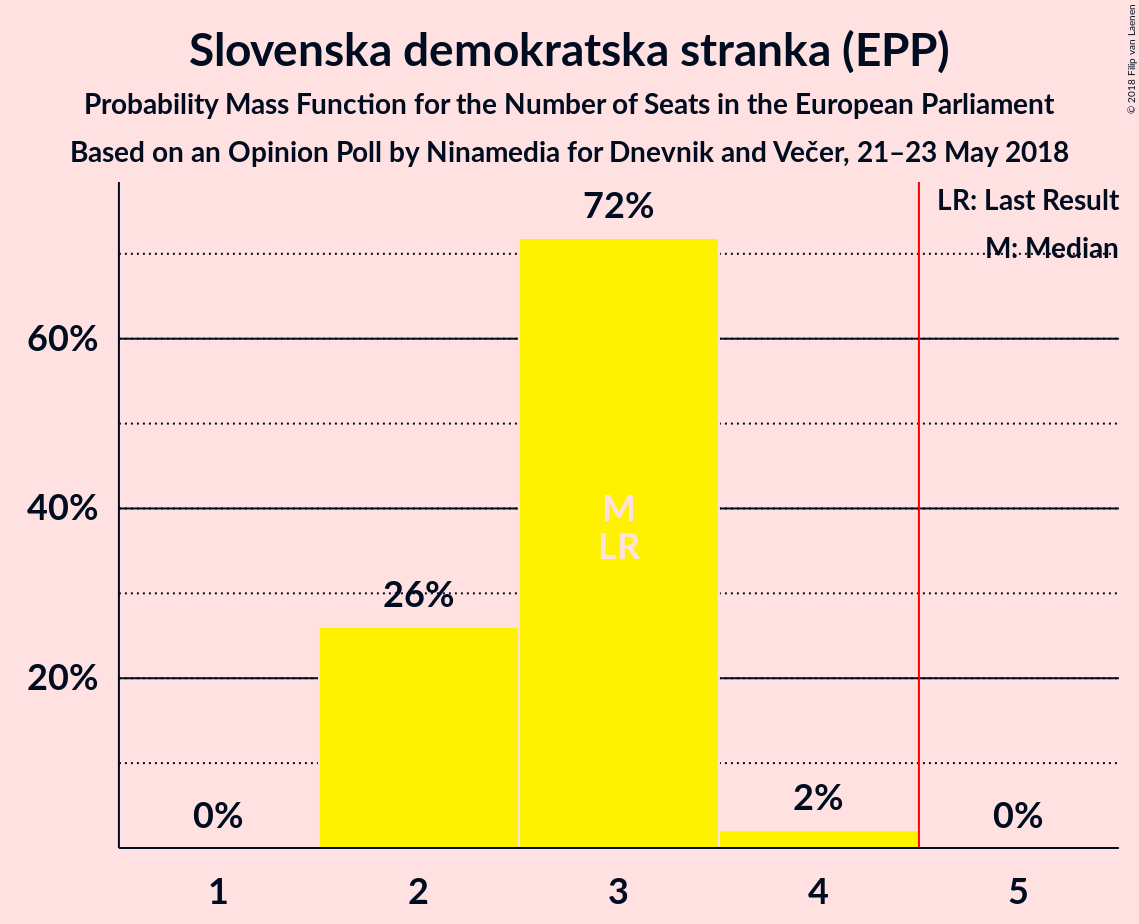 Slovenska demokratska stranka (EPP)
Probability Mass Function for the Number of Seats in the European Parliament
Based on an Opinion Poll by Ninamedia for Dnevnik and Večer, 21–23 May 2018
© 2018 Filip van Laenen
LR: Last Result
M: Median
72%
60%
40%
20%
26%
M
LR
0%
2%
0%
1 2 3 4 5